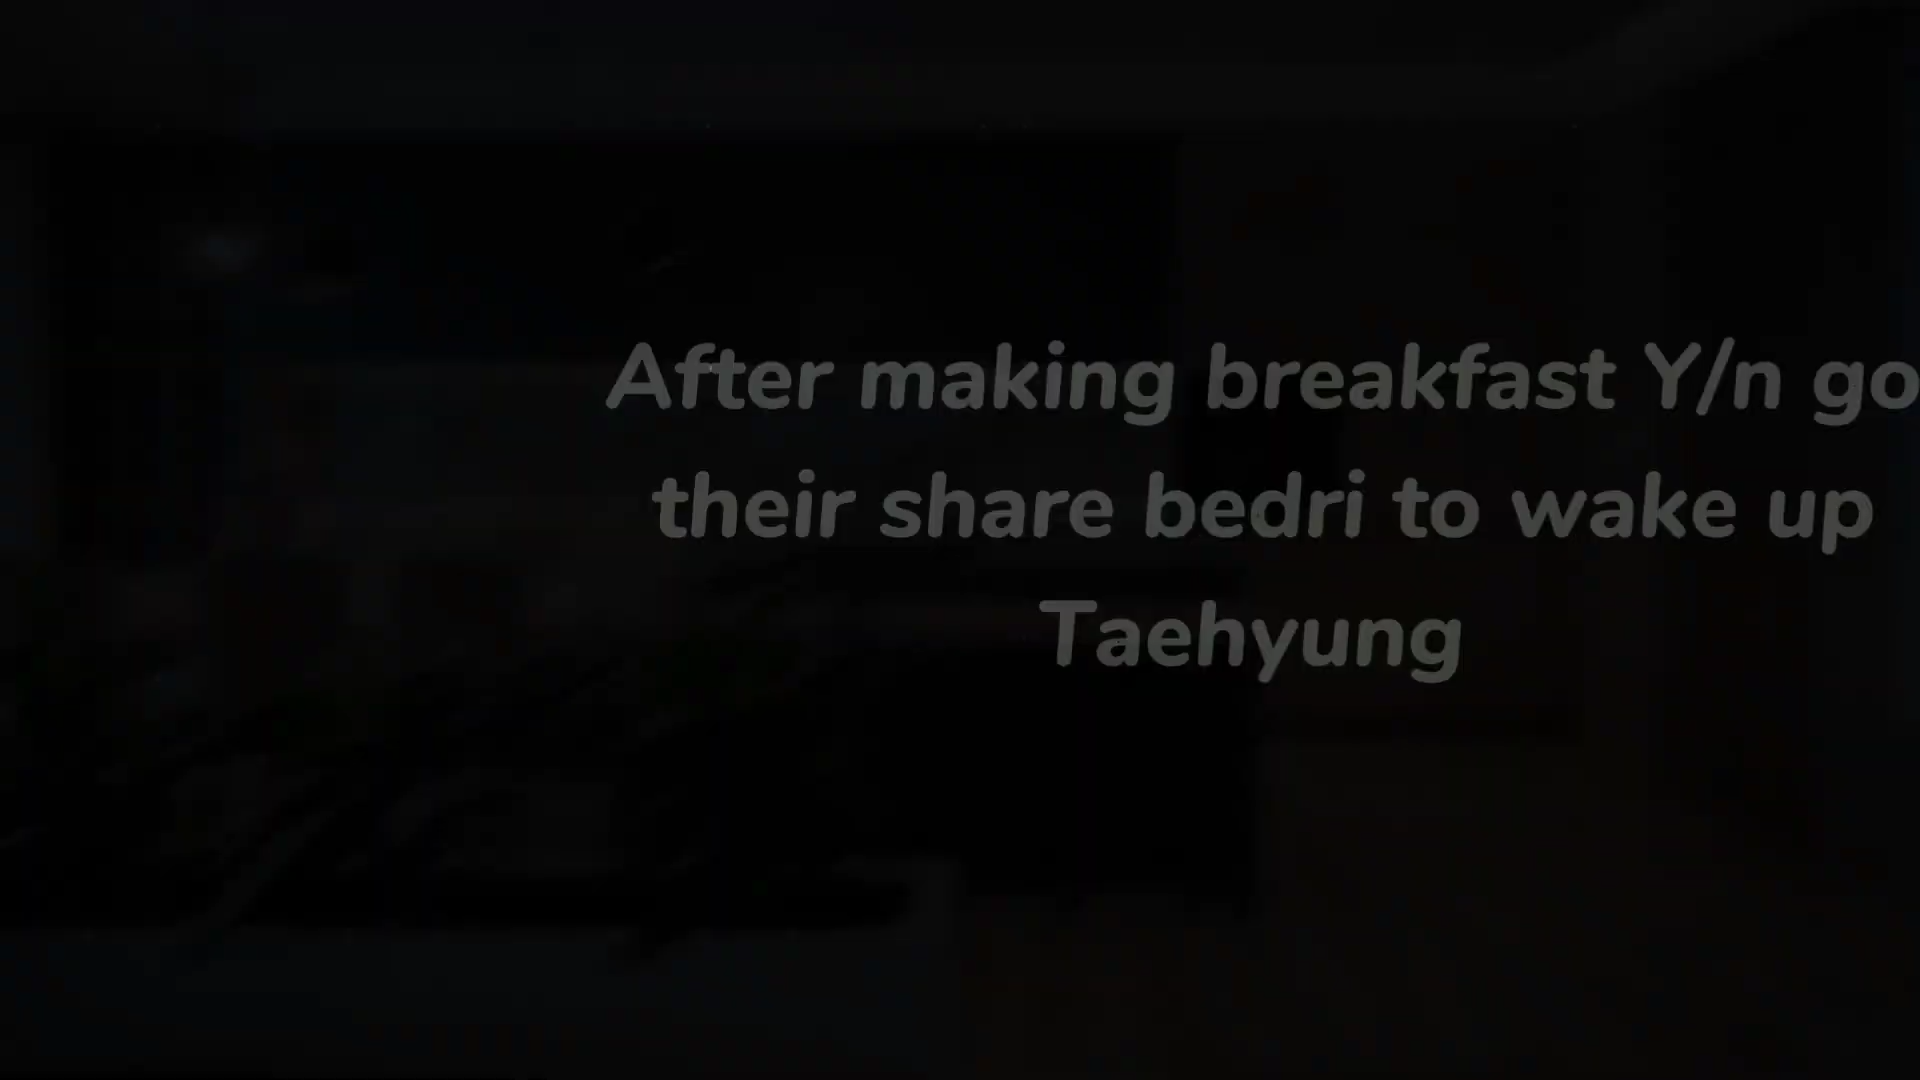 After making breakfast Y/n go
their share bedri to wake up
Taehyung